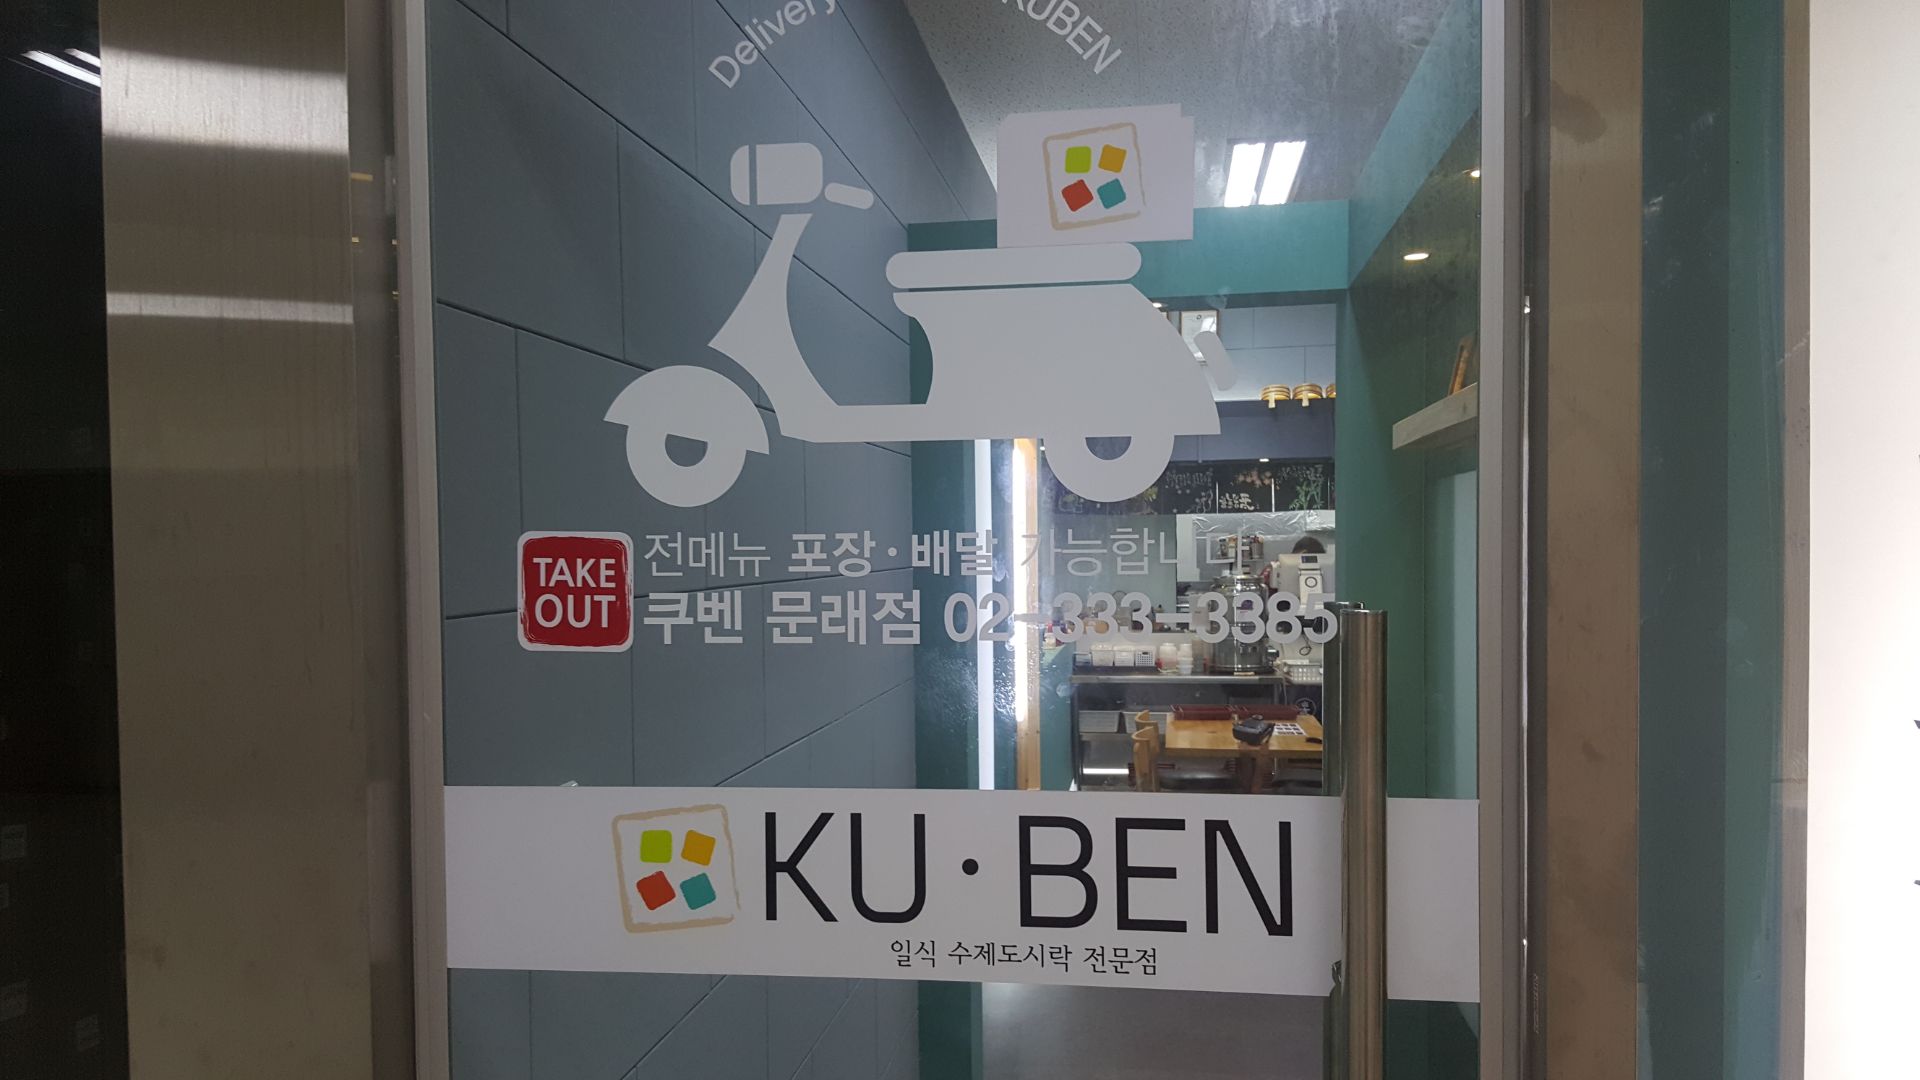 Delivery
KUBEN
TAKE OUT
전메뉴 포장·배달 가능합니다
쿠벤 문래점 02-333-3385
KU·BEN
일식 수제도시락 전문점